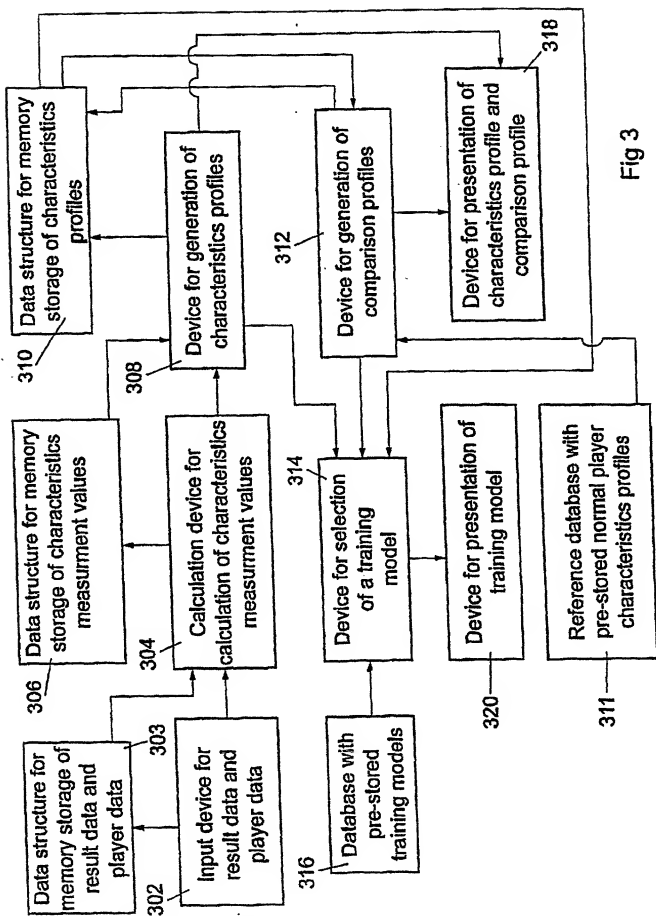 Data structure for
memory storage of
result data and
player data
303
Input device for
result data and
player data
302
Data structure for memory
storage of characteristics
measurment values
306
Calculation device for
calculation of characteristics
measurement values
304
Data structure for memory
storage of characteristics
profiles
310
Device for generation of
characteristics profiles
308
Device for generation of
comparison profiles
312
Device for presentation of
characteristics profile and
comparison profile
318
Device for selection
of a training
model
314
Database with
pre-stored
training models
316
Device for presentation of
training model
320
Reference database with
pre-stored normal player
characteristics profiles
311
Fig 3